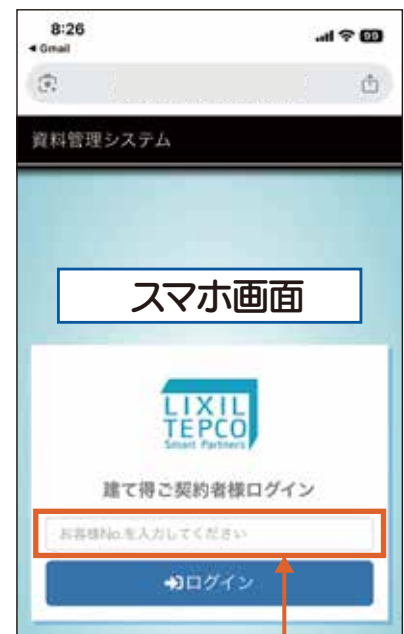 8:26
◀ Gmail
99
資料管理システム
スマホ画面
LIXIL
TEPCO
Smart Partners
建て得ご契約者様ログイン
お客様No.を入力してください
ログイン